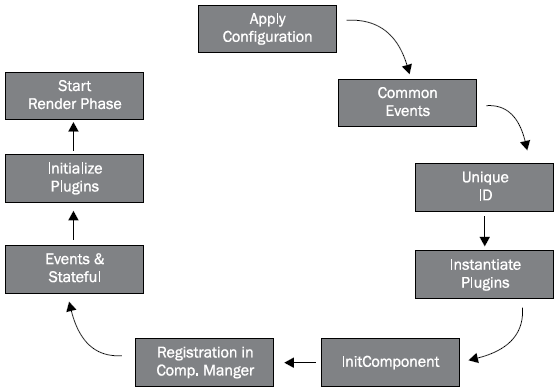 Apply
Configuration
Common
Events
Unique
ID
Instantiate
Plugins
InitComponent
Registration in
Comp. Manger
Events &
Stateful
Initialize
Plugins
Start
Render Phase